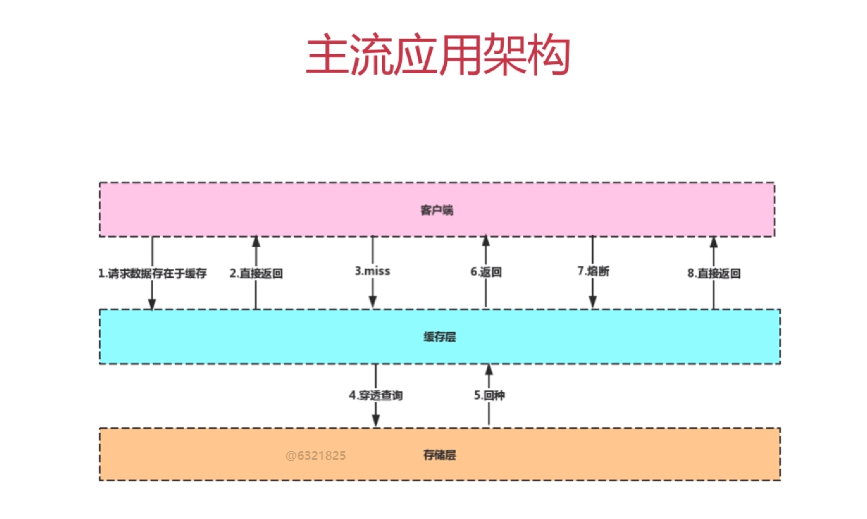 主流应用架构
客户端
1.请求数据存在于缓存
2.直接返回
3.miss
6.返回
7.熔断
8.直接返回
缓存层
4.穿透查询
5.回种
@6321825
存储层